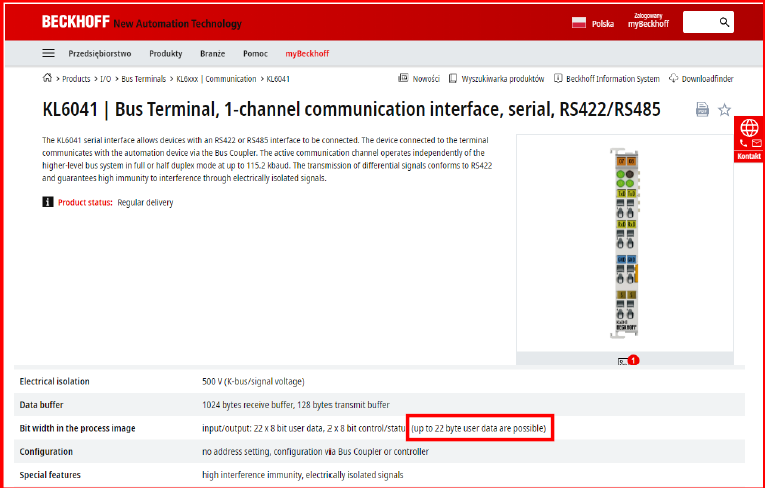 BECKHOFF New Automation Technology
Polska
Zalogowany
myBeckhoff
Przedsiębiorstwo Produkty Branże Pomoc myBeckhoff
> Products > I/O > Bus Terminals > KL6xxx | Communication > KL6041
Nowości Wyszukiwarka produktów Beckhoff Information System Downloadfinder
KL6041 | Bus Terminal, 1-channel communication interface, serial, RS422/RS485
The KL6041 serial interface allows devices with an RS422 or RS485 interface to be connected. The device connected to the terminal
communicates with the automation device via the Bus Coupler. The active communication channel operates independently of the
higher-level bus system in full or half duplex mode at up to 115.2 kbaud. The transmission of differential signals conforms to RS422
and guarantees high immunity to interference through electrically isolated signals.
Product status: Regular delivery
Kontakt
BECKHOFF
1
Electrical isolation 500 V (K-bus/signal voltage)
Data buffer 1024 bytes receive buffer, 128 bytes transmit buffer
Bit width in the process image input/output: 22 x 8 bit user data, 2 x 8 bit control/statu (up to 22 byte user data are possible)
Configuration no address setting, configuration via Bus Coupler or controller
Special features high interference immunity, electrically isolated signals